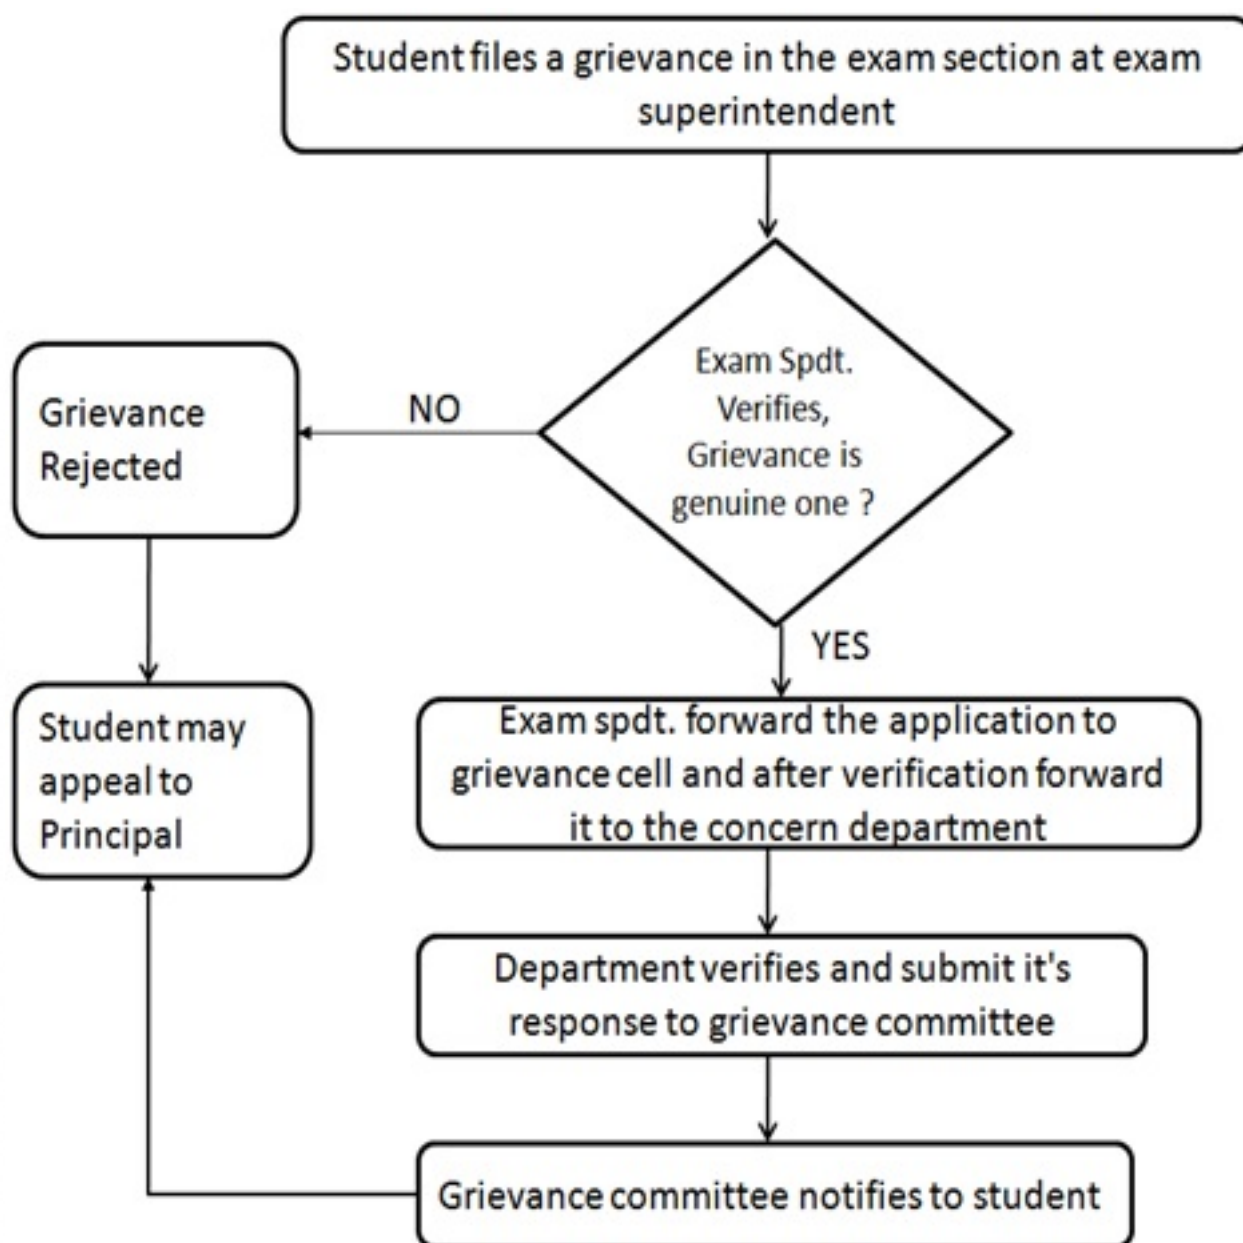 Student files a grievance in the exam section at exam
superintendent
Exam Spdt.
Verifies,
Grievance is
genuine one ?
NO
Grievance
Rejected
Student may
appeal to
Principal
YES
Exam spdt. forward the application to
grievance cell and after verification forward
it to the concern department
Department verifies and submit it's
response to grievance committee
Grievance committee notifies to student